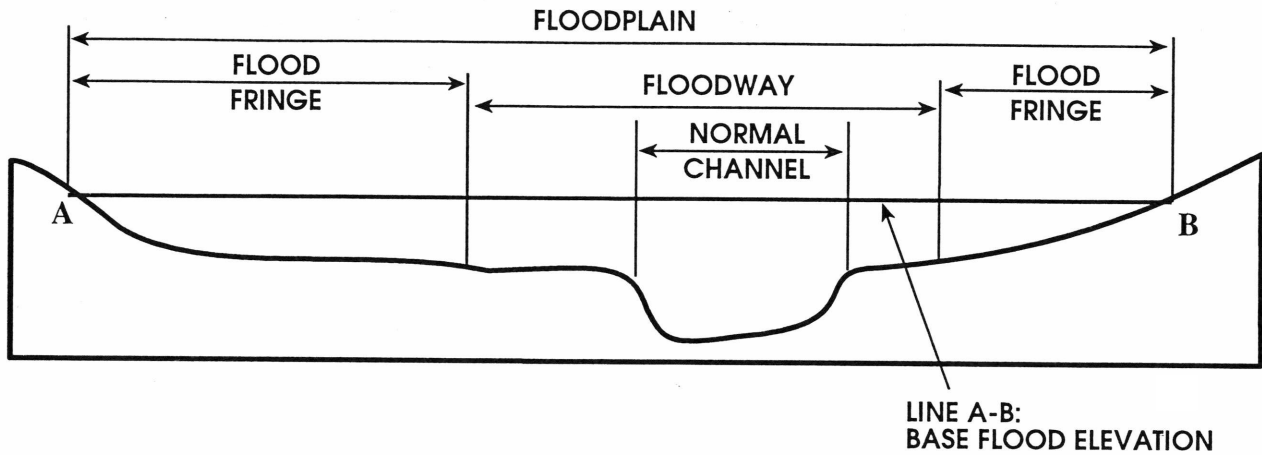 FLOODPLAIN
FLOOD
FRINGE
FLOODWAY
FLOOD
FRINGE
NORMAL
CHANNEL
A
B
LINE A-B:
BASE FLOOD ELEVATION